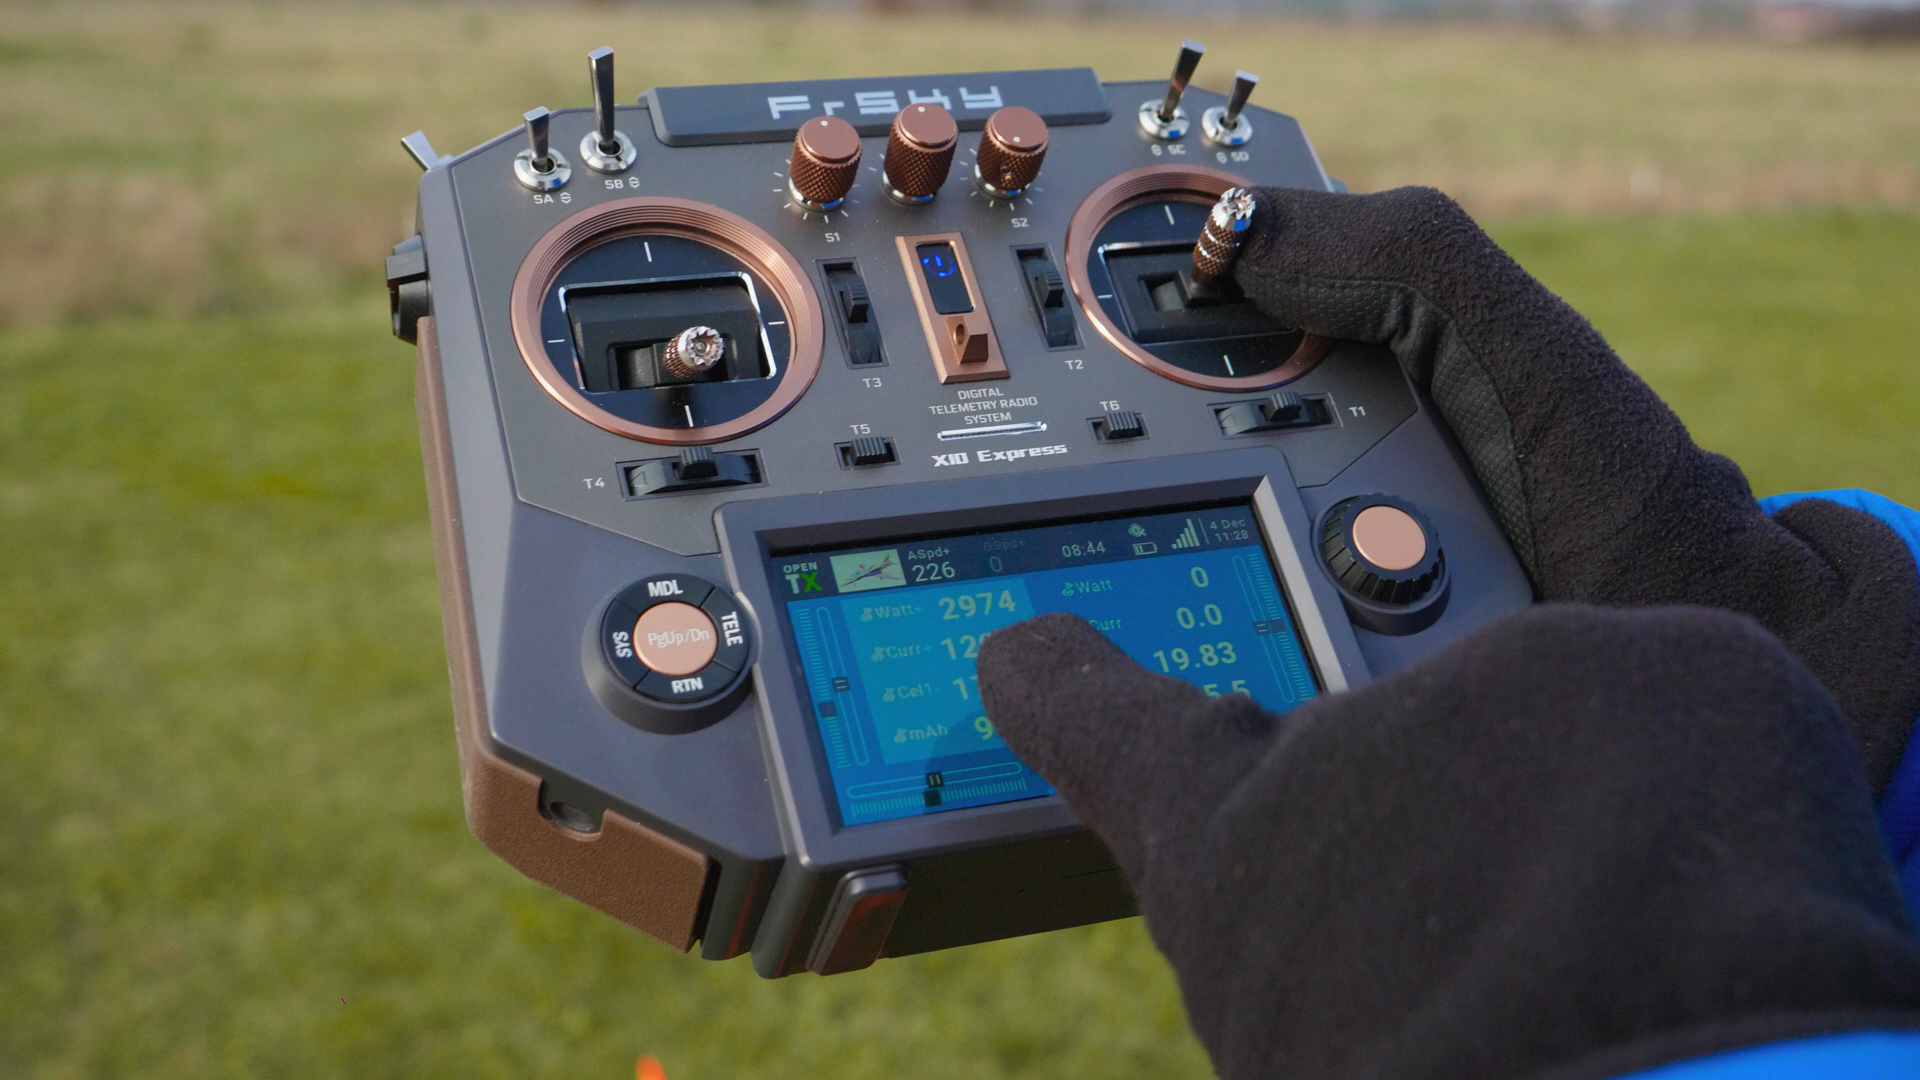 FrSky
SA
SB
SC
SD
S1
S2
T3
T2
DIGITAL
TELEMETRY RADIO
SYSTEM
X10 Express
T5
T6
T4
T1
MDL
TELE
SYS
PgUp/Dn
RTN
OPEN
TX
ASpd+
226
GSpd+
0
08:44
4 Dec
11:28
Watt+ 2974
Watt 0
Curr+
Curr 0.0
Cel1-
19.83
mAh